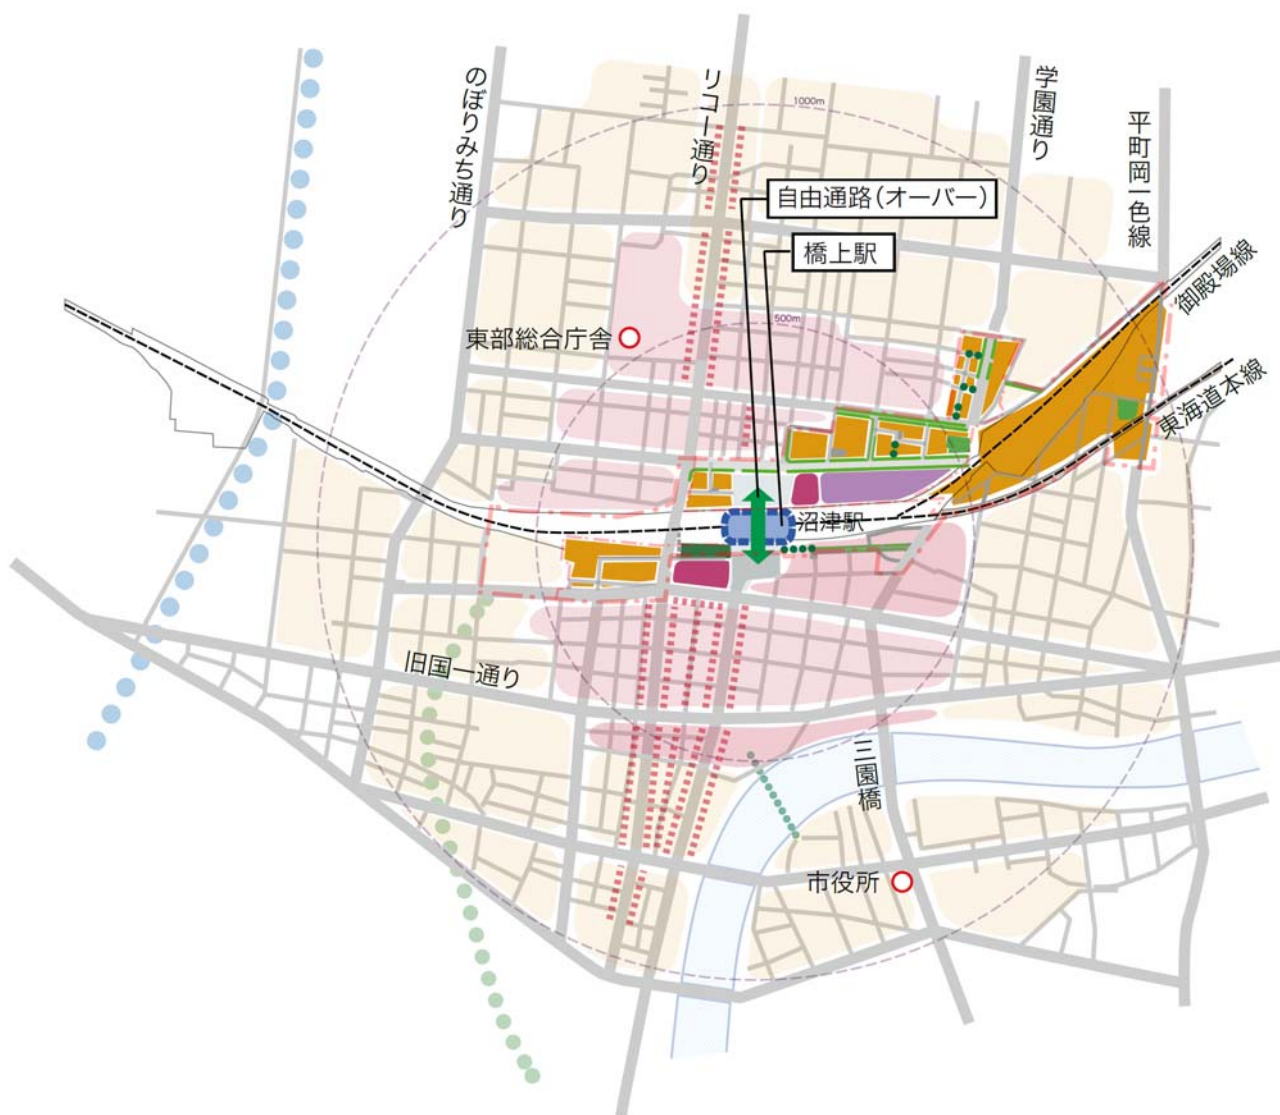 のぼりみち通り
リコー通り
学園通り
平町岡一色線
1000m
自由通路(オーバー)
橋上駅
御殿場線
500m
東部総合庁舎
東海道本線
沼津駅
旧国一通り
三園橋
市役所